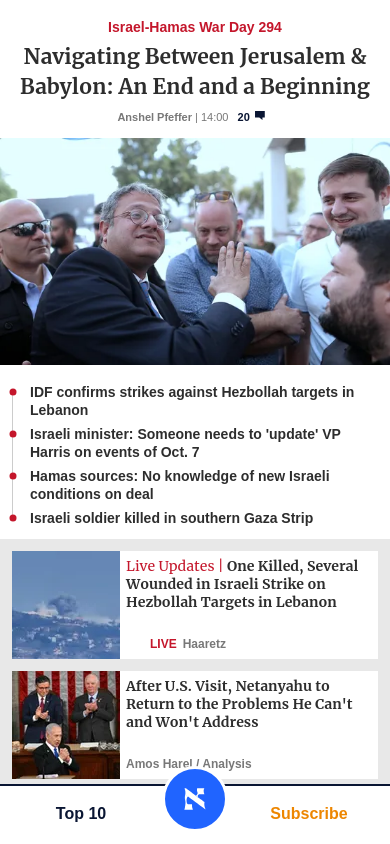 Israel-Hamas War Day 294
Navigating Between Jerusalem &
Babylon: An End and a Beginning
Anshel Pfeffer | 14:00 20
IDF confirms strikes against Hezbollah targets in
Lebanon
Israeli minister: Someone needs to 'update' VP
Harris on events of Oct. 7
Hamas sources: No knowledge of new Israeli
conditions on deal
Israeli soldier killed in southern Gaza Strip
Live Updates | One Killed, Several
Wounded in Israeli Strike on
Hezbollah Targets in Lebanon
LIVE Haaretz
After U.S. Visit, Netanyahu to
Return to the Problems He Can't
and Won't Address
Amos Harel / Analysis
Top 10
Subscribe